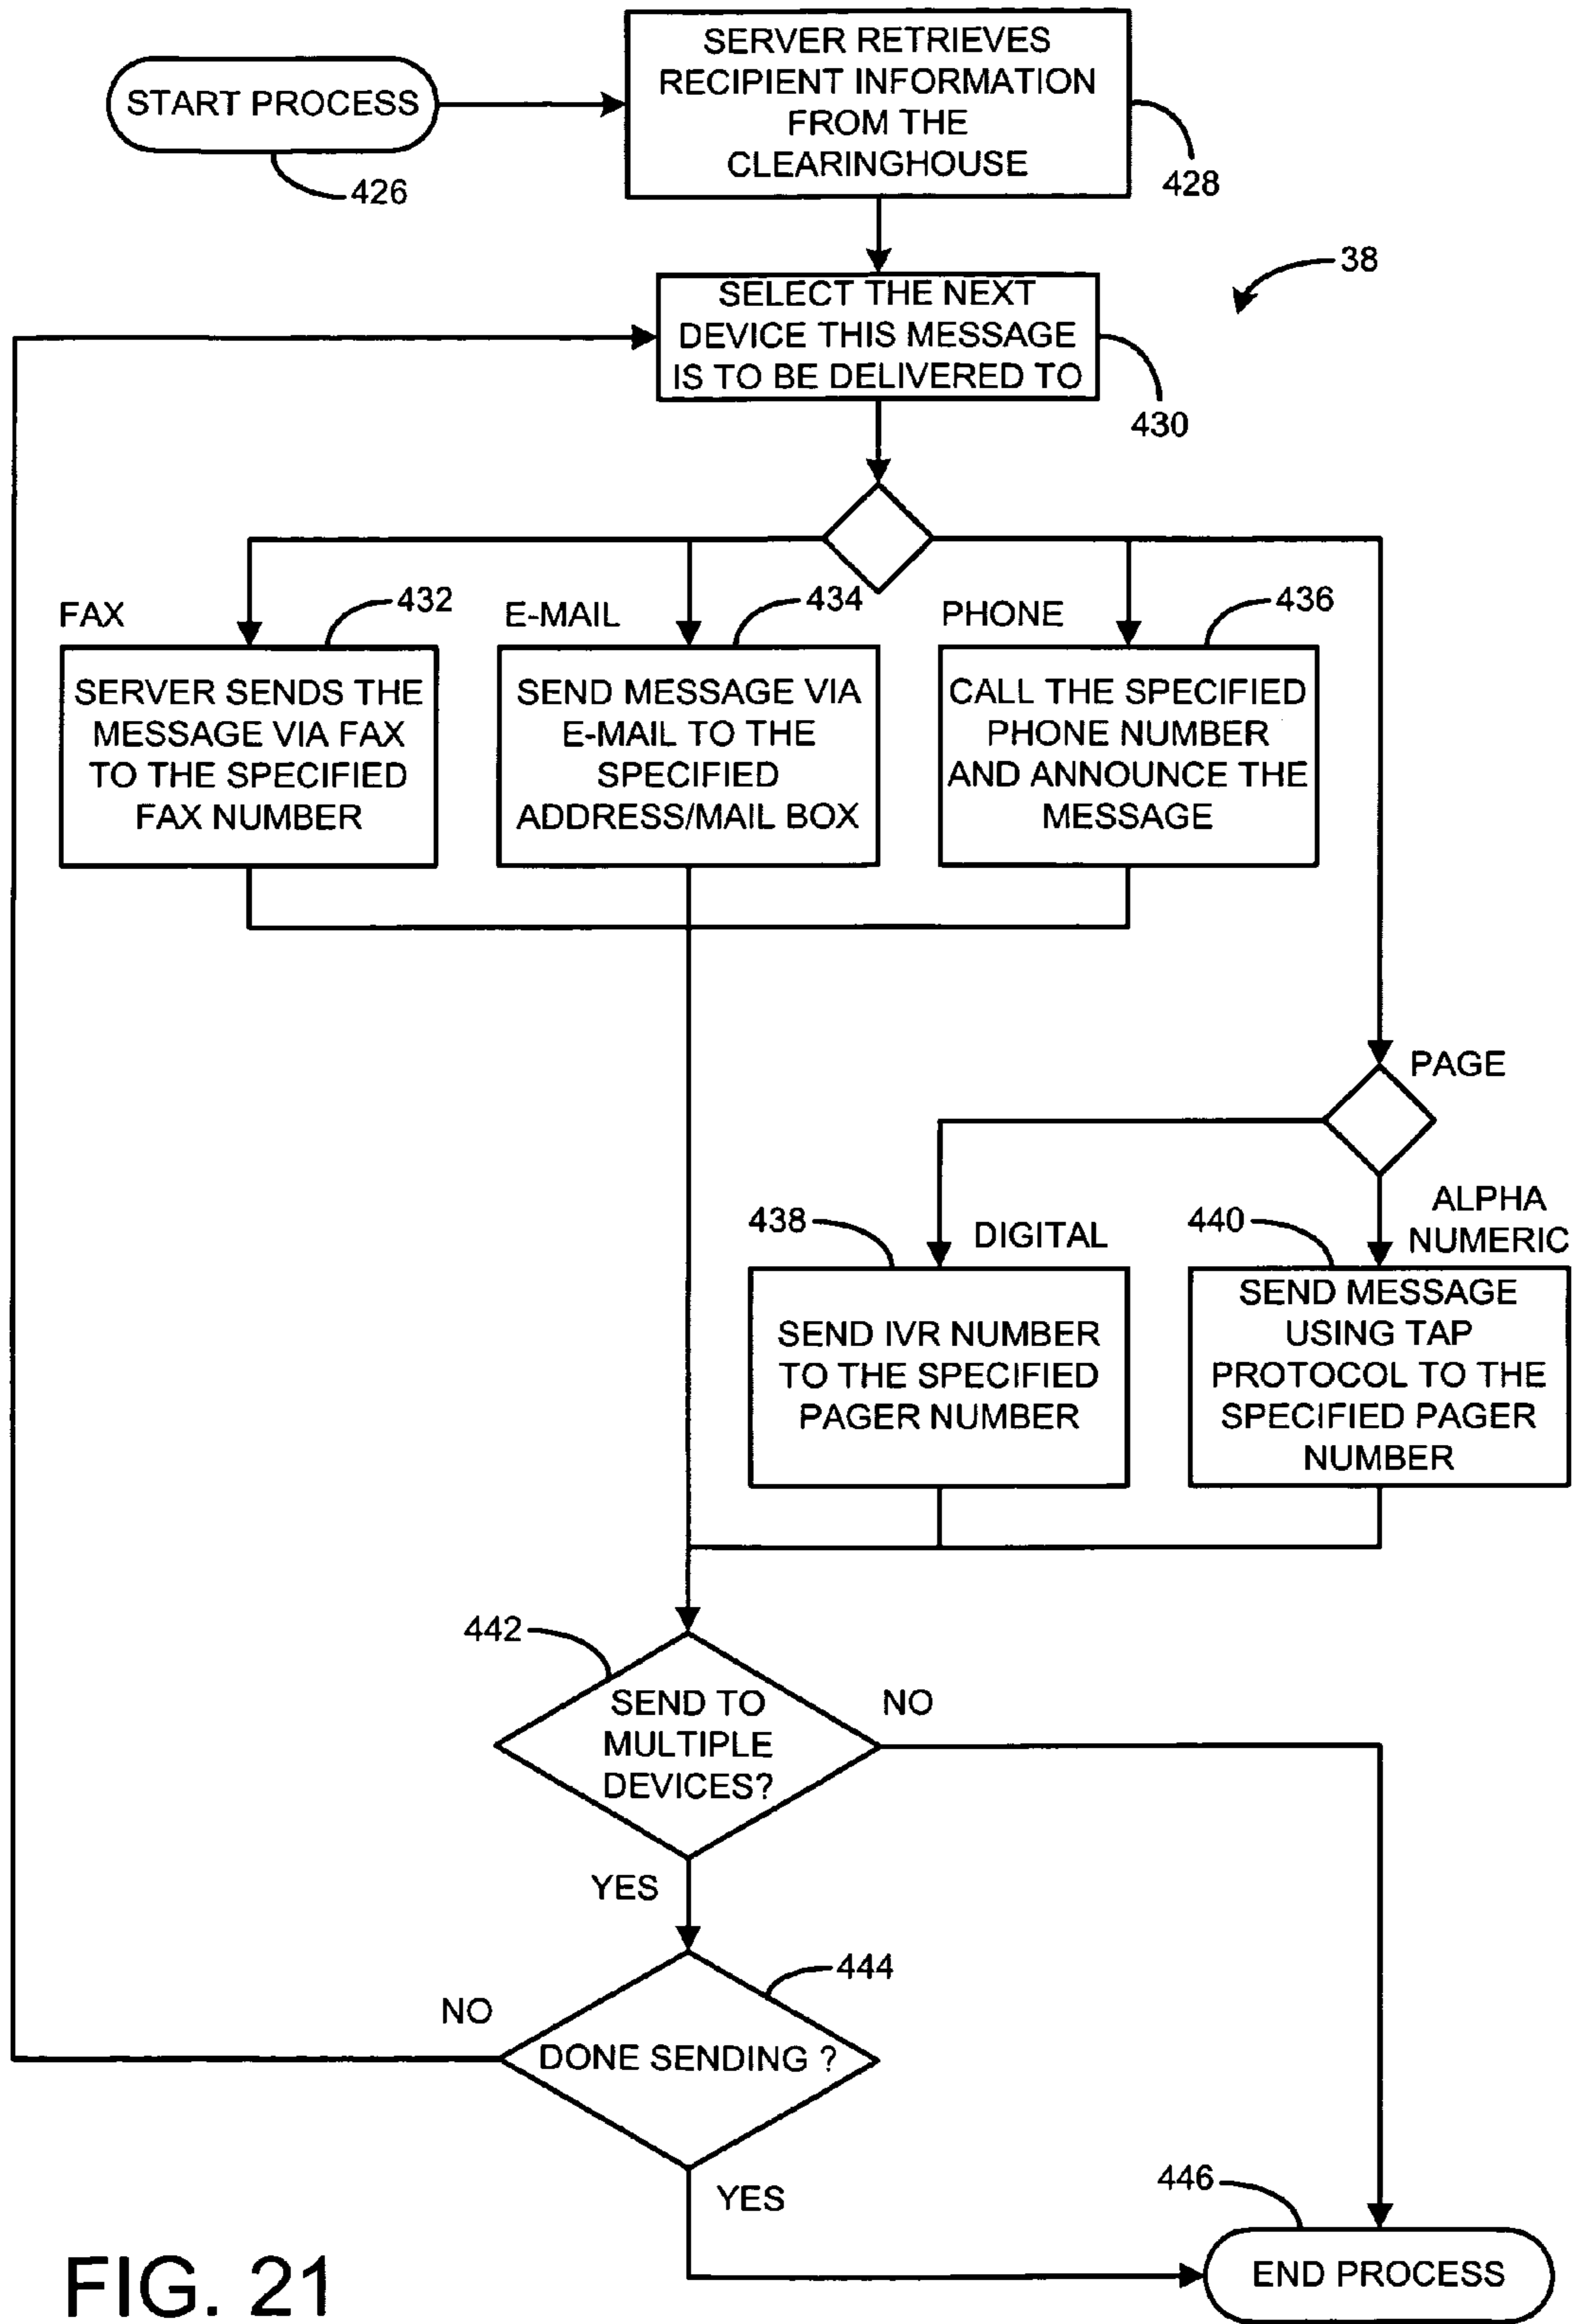 START PROCESS
426
SERVER RETRIEVES
RECIPIENT INFORMATION
FROM THE
CLEARINGHOUSE
428
38
SELECT THE NEXT
DEVICE THIS MESSAGE
IS TO BE DELIVERED TO
430
FAX
432
SERVER SENDS THE
MESSAGE VIA FAX
TO THE SPECIFIED
FAX NUMBER
E-MAIL
434
SEND MESSAGE VIA
E-MAIL TO THE
SPECIFIED
ADDRESS/MAIL BOX
PHONE
436
CALL THE SPECIFIED
PHONE NUMBER
AND ANNOUNCE THE
MESSAGE
PAGE
438
DIGITAL
SEND IVR NUMBER
TO THE SPECIFIED
PAGER NUMBER
440
ALPHA
NUMERIC
SEND MESSAGE
USING TAP
PROTOCOL TO THE
SPECIFIED PAGER
NUMBER
442
SEND TO
MULTIPLE
DEVICES?
NO
YES
444
NO
DONE SENDING ?
YES
446
END PROCESS
FIG. 21